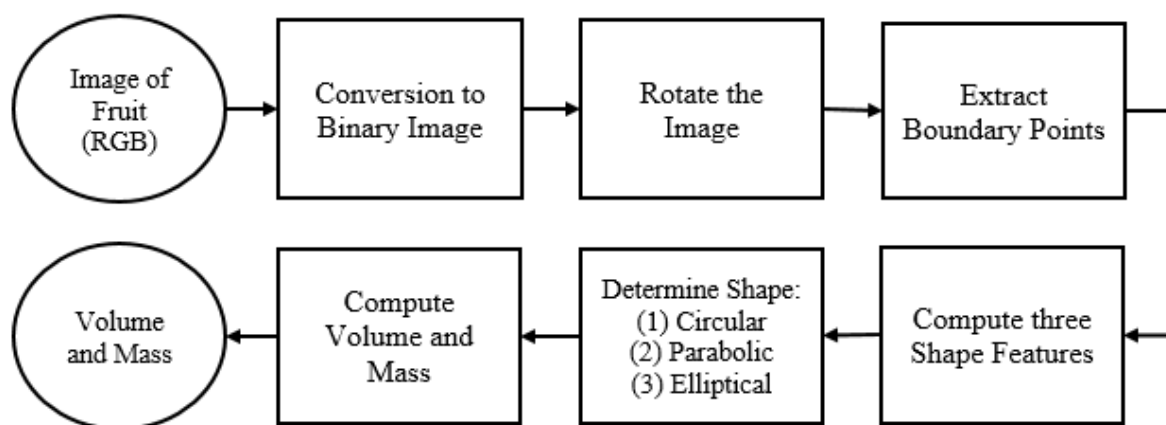 Image of
Fruit
(RGB)
Conversion to
Binary Image
Rotate the
Image
Extract
Boundary Points
Volume
and Mass
Compute
Volume and
Mass
Determine Shape:
(1) Circular
(2) Parabolic
(3) Elliptical
Compute three
Shape Features